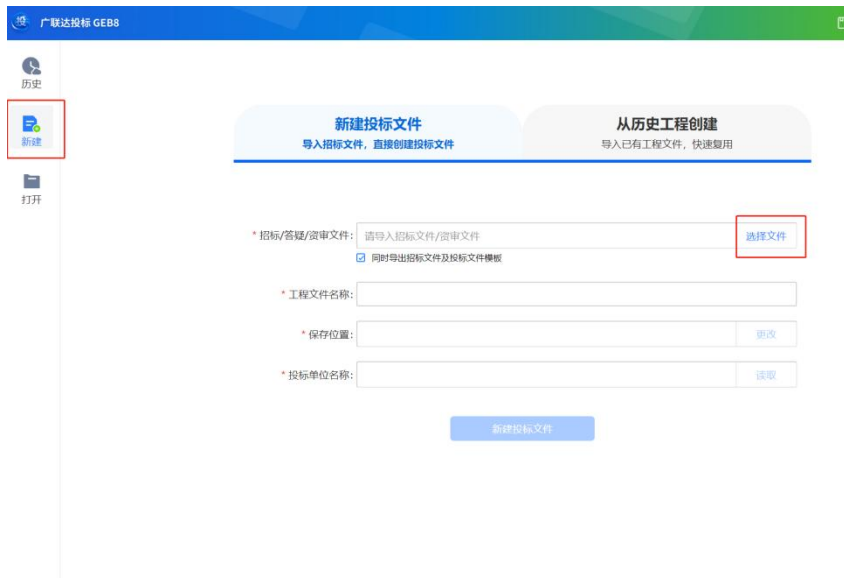 投 广联达投标 GEB8
历史
新建
打开
新建投标文件
导入招标文件，直接创建投标文件
从历史工程创建
导入已有工程文件，快速复用
* 招标/答疑/资审文件: 请导入招标文件/资审文件 选择文件
同时导出招标文件及投标文件模板
* 工程文件名称:
* 保存位置: 更改
* 投标单位名称: 读取
新建投标文件